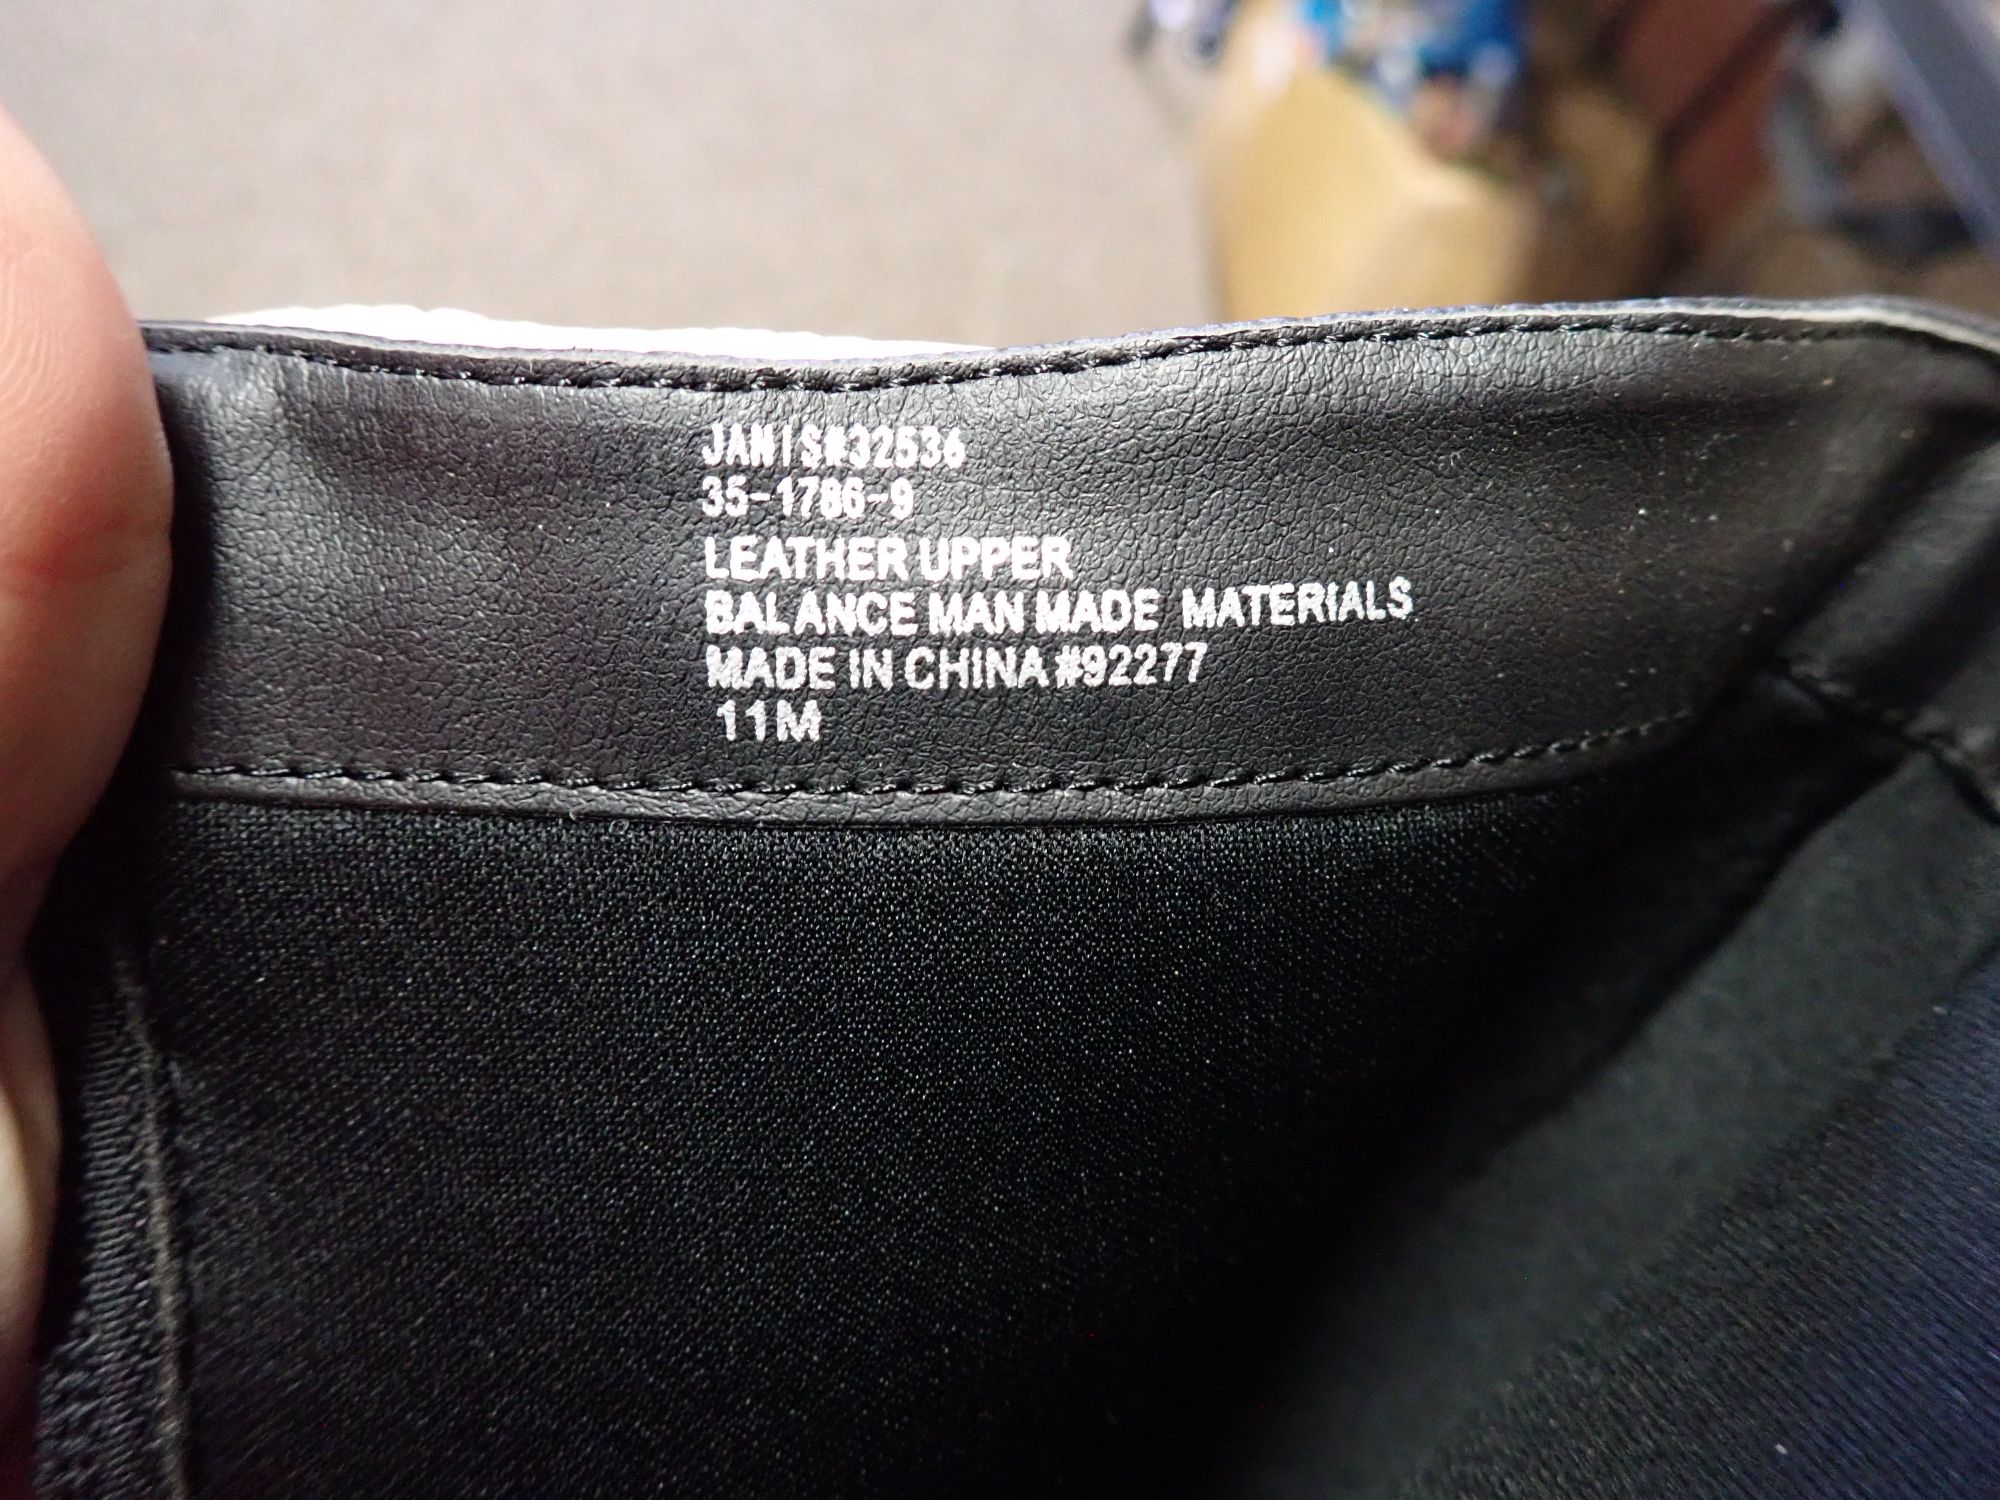 JANIS#32536
35-1786-9
LEATHER UPPER
BALANCE MAN MADE MATERIALS
MADE IN CHINA #92277
11M